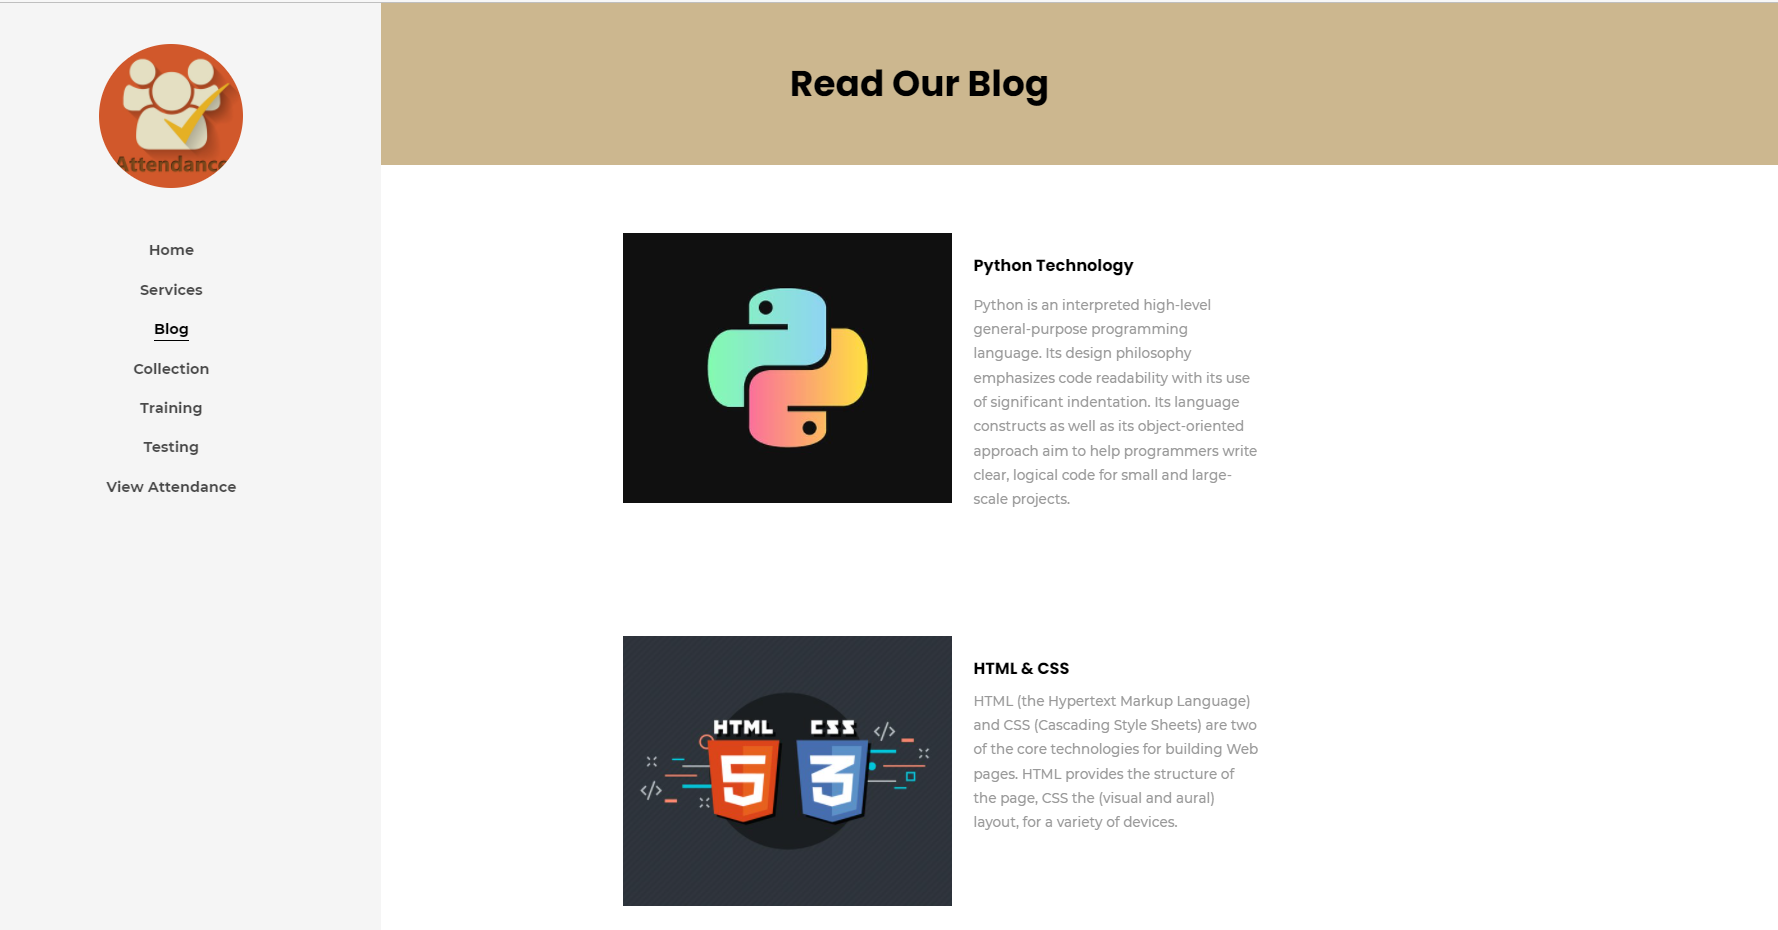 Attendance
Home
Services
Blog
Collection
Training
Testing
View Attendance
Read Our Blog
Python Technology
Python is an interpreted high-level
general-purpose programming
language. Its design philosophy
emphasizes code readability with its use
of significant indentation. Its language
constructs as well as its object-oriented
approach aim to help programmers write
clear, logical code for small and large-
scale projects.
HTML CSS
</>
</>
5 3
HTML & CSS
HTML (the Hypertext Markup Language)
and CSS (Cascading Style Sheets) are two
of the core technologies for building Web
pages. HTML provides the structure of
the page, CSS the (visual and aural)
layout, for a variety of devices.